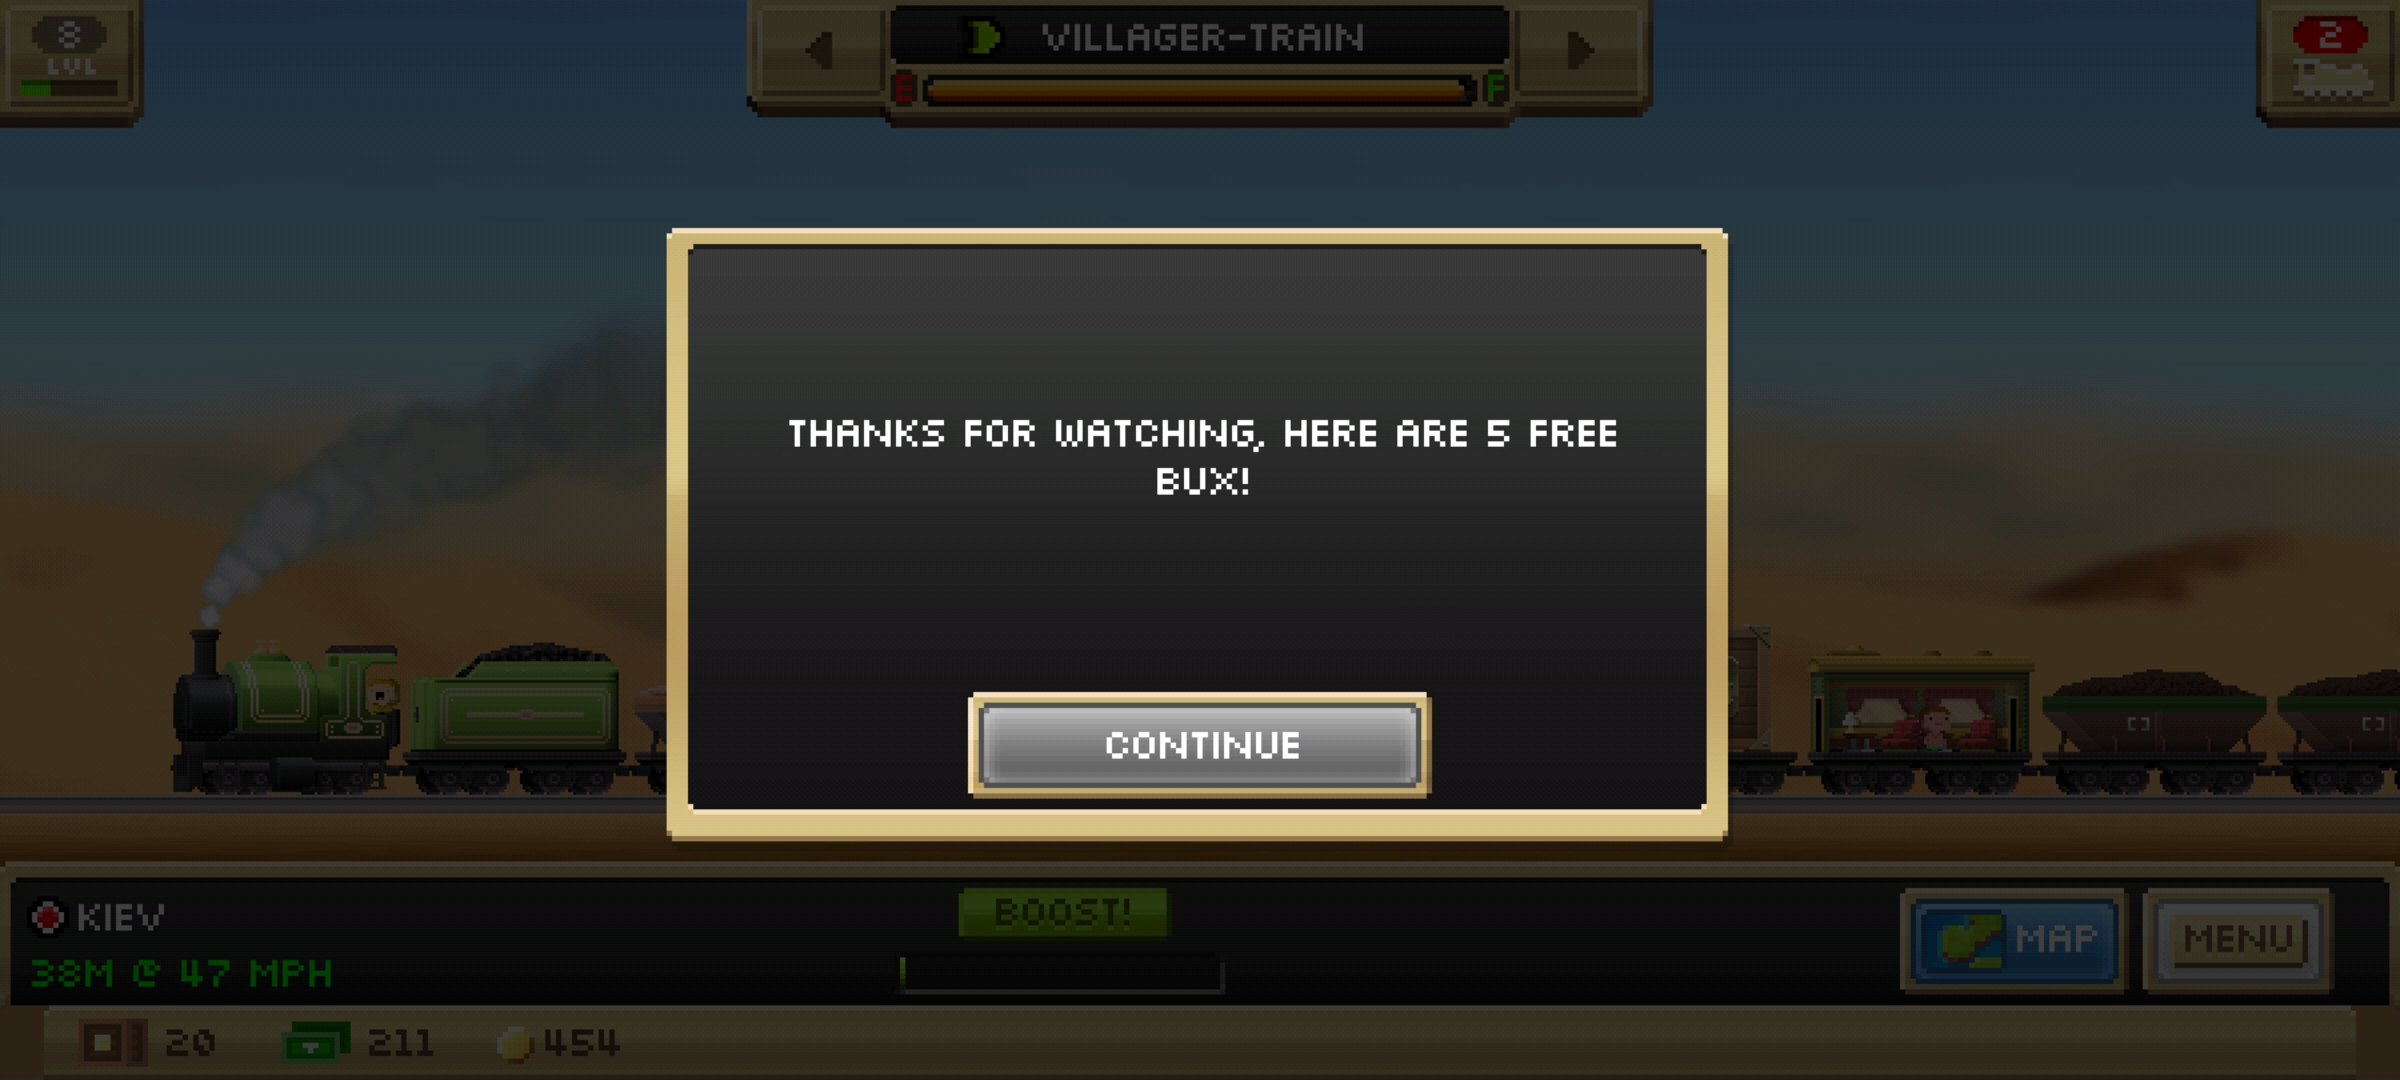 8
LVL
VILLAGER-TRAIN
E
F
2
THANKS FOR WATCHING, HERE ARE 5 FREE
BUX!
CONTINUE
KIEV
38M @ 47 MPH
BOOST!
MAP
MENU
20
211
454